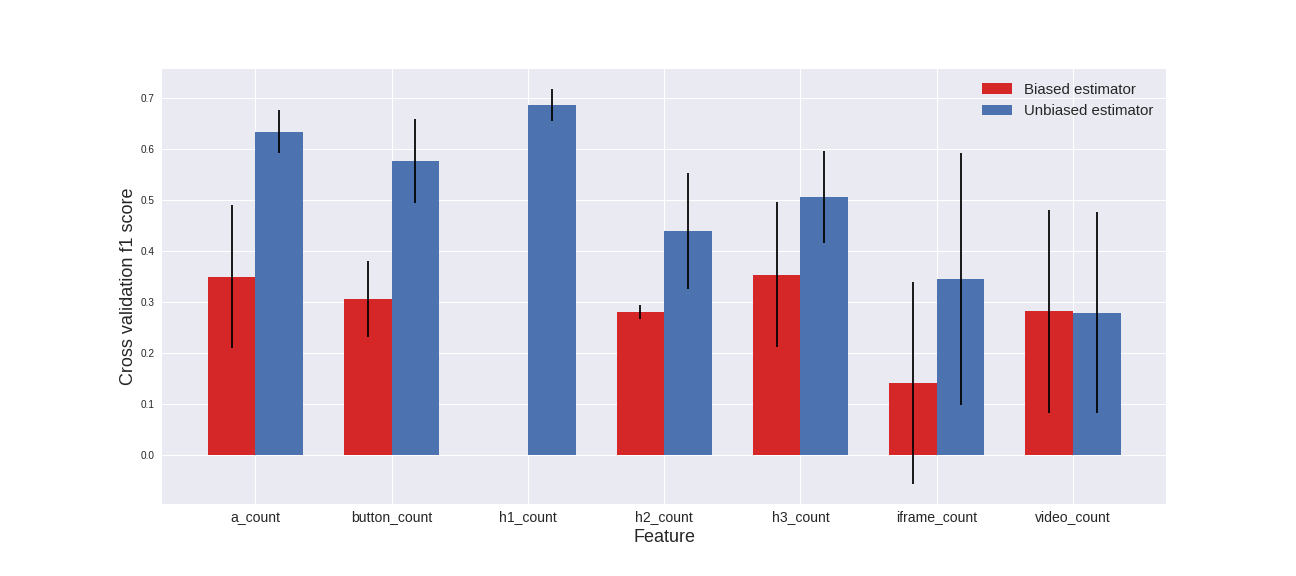 Biased estimator
Unbiased estimator
Cross validation f1 score
0.7
0.6
0.5
0.4
0.3
0.2
0.1
0.0
a_count button_count h1_count h2_count h3_count iframe_count video_count
Feature